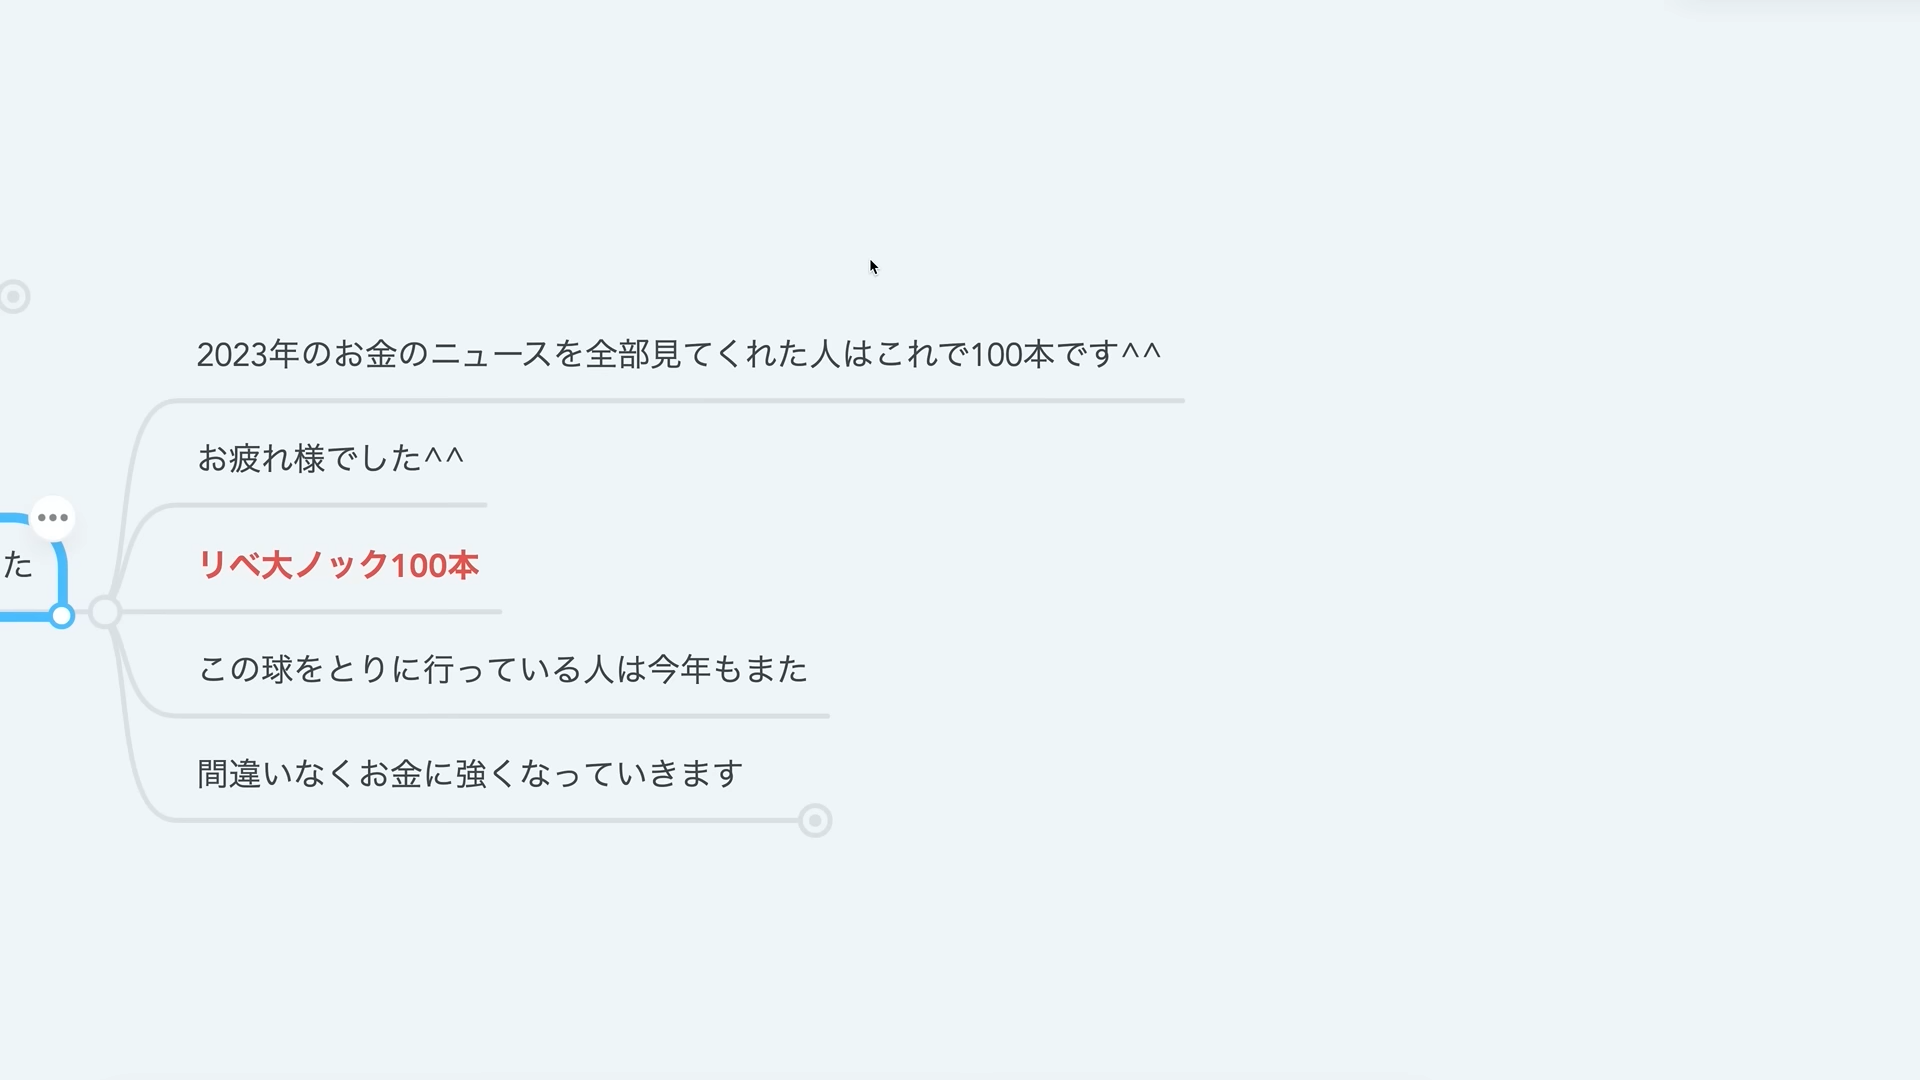 2023年のお金のニュースを全部見てくれた人はこれで100本です^^
お疲れ様でした^^
た
リベ大ノック100本
この球をとりに行っている人は今年もまた
間違いなくお金に強くなっていきます